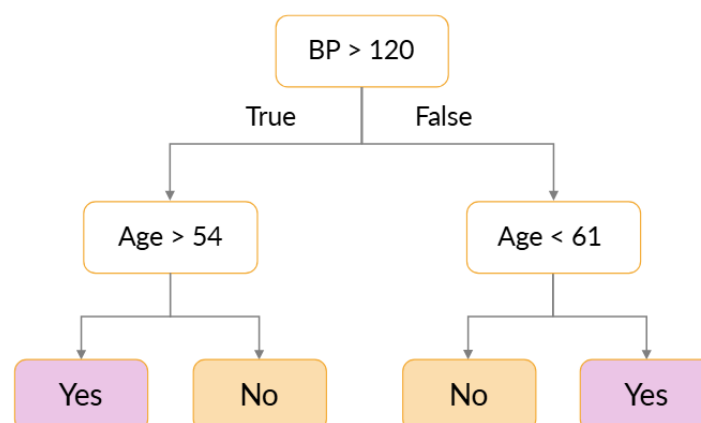 BP > 120
True
False
Age > 54
Age < 61
Yes
No
No
Yes